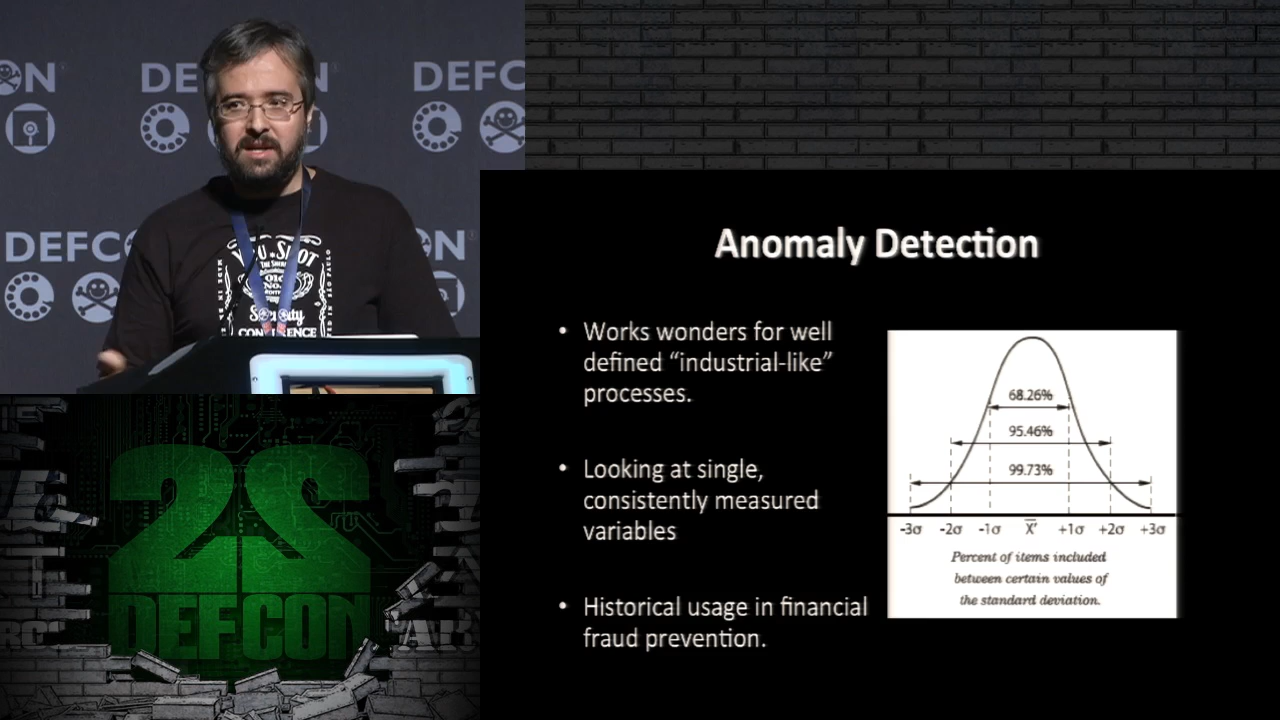 DEFCON
DEFCON
Security
CONFERENCE
22
DEFCON
Anomaly Detection
• Works wonders for well
defined “industrial-like”
processes.
• Looking at single,
consistently measured
variables
• Historical usage in financial
fraud prevention.
68.26%
95.46%
99.73%
-3σ -2σ -1σ X̅' +1σ +2σ +3σ
Percent of items included
between certain values of
the standard deviation.